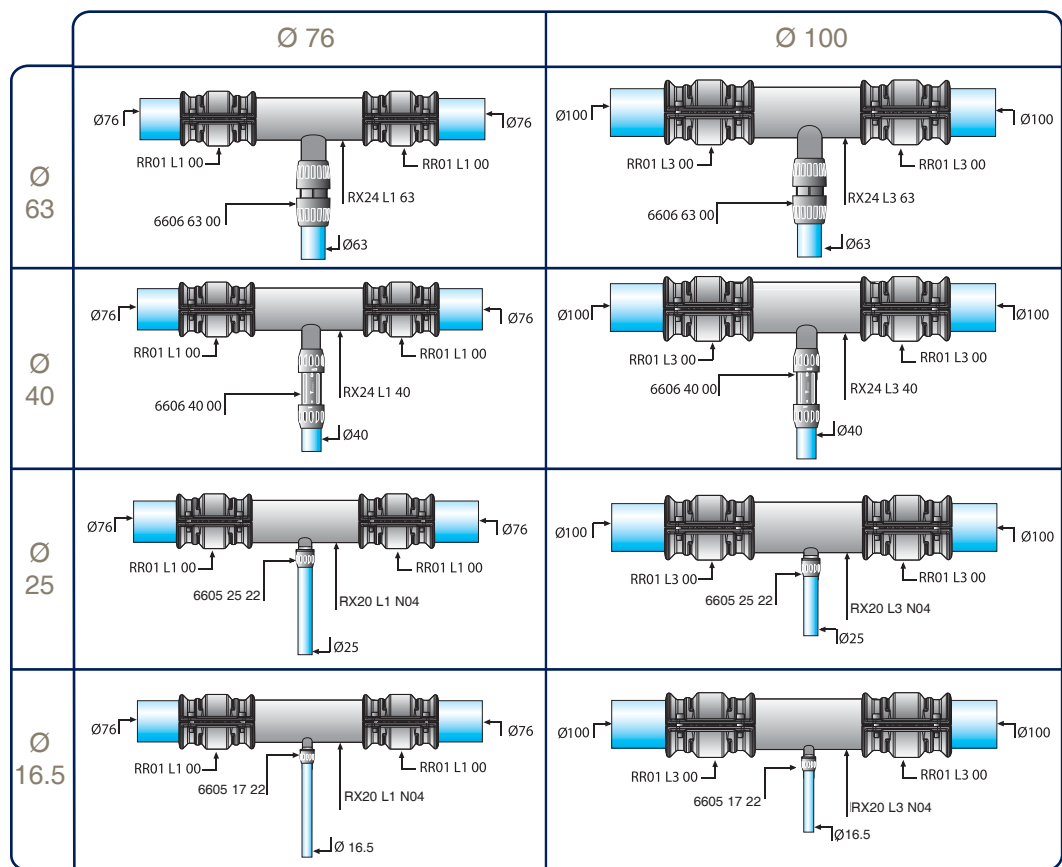 Ø 76
Ø 100
Ø
63
Ø76
Ø76
RR01 L1 00
RR01 L1 00
RX24 L1 63
6606 63 00
Ø63
Ø100
Ø100
RR01 L3 00
RR01 L3 00
RX24 L3 63
6606 63 00
Ø63
Ø
40
Ø76
Ø76
RR01 L1 00
RR01 L1 00
RX24 L1 40
6606 40 00
Ø40
Ø100
Ø100
RR01 L3 00
RR01 L3 00
RX24 L3 40
6606 40 00
Ø40
Ø
25
Ø76
Ø76
RR01 L1 00
RR01 L1 00
6605 25 22
RX20 L1 N04
Ø25
Ø100
Ø100
RR01 L3 00
RR01 L3 00
6605 25 22
RX20 L3 N04
Ø25
Ø
16.5
Ø76
Ø76
RR01 L1 00
RR01 L1 00
6605 17 22
RX20 L1 N04
Ø 16.5
Ø100
Ø100
RR01 L3 00
RR01 L3 00
6605 17 22
RX20 L3 N04
Ø16.5